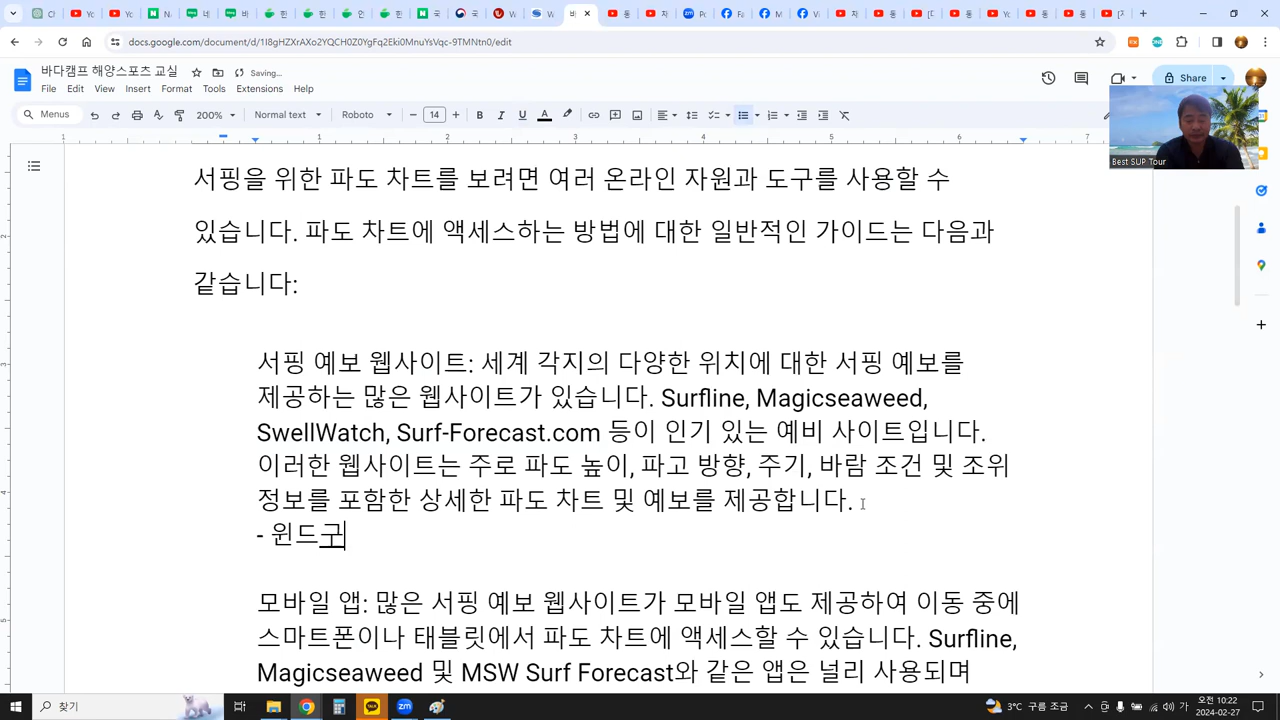 docs.google.com/document/d/1I8gHZXrAXo2YQCH0Z0YgFq2Eki0MnuYsVqc-9TMNtn0/edit
바다캠프 해양스포츠 교실
Saving...
File Edit View Insert Format Tools Extensions Help
Share
Menus 200% Normal text Roboto 14
Best SUP Tour
서핑을 위한 파도 차트를 보려면 여러 온라인 자원과 도구를 사용할 수
있습니다. 파도 차트에 액세스하는 방법에 대한 일반적인 가이드는 다음과
같습니다:
서핑 예보 웹사이트: 세계 각지의 다양한 위치에 대한 서핑 예보를
제공하는 많은 웹사이트가 있습니다. Surfline, Magicseaweed,
SwellWatch, Surf-Forecast.com 등이 인기 있는 예비 사이트입니다.
이러한 웹사이트는 주로 파도 높이, 파고 방향, 주기, 바람 조건 및 조위
정보를 포함한 상세한 파도 차트 및 예보를 제공합니다.
- 윈드구
모바일 앱: 많은 서핑 예보 웹사이트가 모바일 앱도 제공하여 이동 중에
스마트폰이나 태블릿에서 파도 차트에 액세스할 수 있습니다. Surfline,
Magicseaweed 및 MSW Surf Forecast와 같은 앱은 널리 사용되며
찾기
3°C 구름 조금
가
오전 10:22
2024-02-27